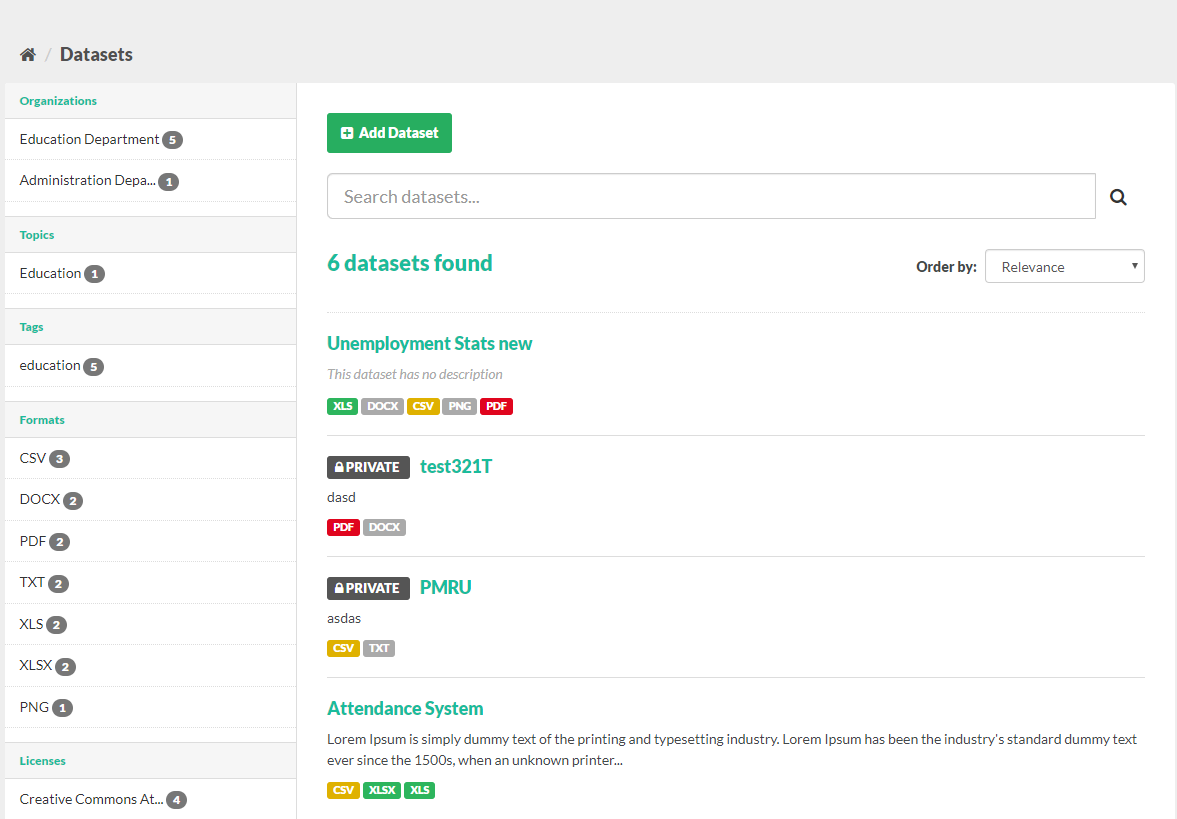 / Datasets
Organizations
Education Department 5
Administration Depa... 1
Topics
Education 1
Tags
education 5
Formats
CSV 3
DOCX 2
PDF 2
TXT 2
XLS 2
XLSX 2
PNG 1
Licenses
Creative Commons At... 4
Add Dataset
Search datasets...
6 datasets found
Order by: Relevance
Unemployment Stats new
This dataset has no description
XLS DOCX CSV PNG PDF
PRIVATE test321T
dasd
PDF DOCX
PRIVATE PMRU
asdas
CSV TXT
Attendance System
Lorem Ipsum is simply dummy text of the printing and typesetting industry. Lorem Ipsum has been the industry's standard dummy text
ever since the 1500s, when an unknown printer...
CSV XLSX XLS